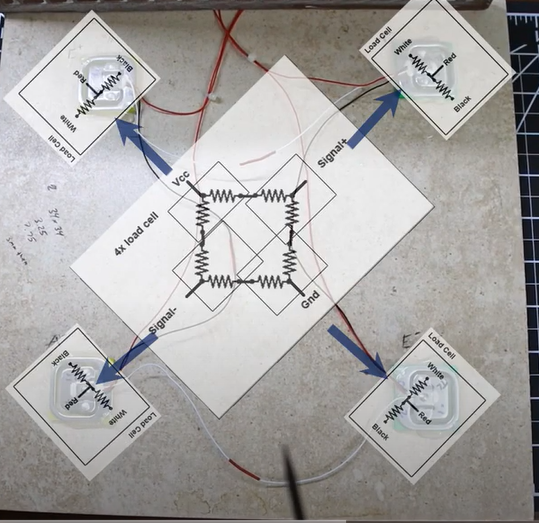 Black
Red
White
Load Cell
Load Cell
White
Red
Black
Vcc
Signal+
4x load cell
Signal-
Gnd
Black
Red
White
Load Cell
Load Cell
White
Red
Black